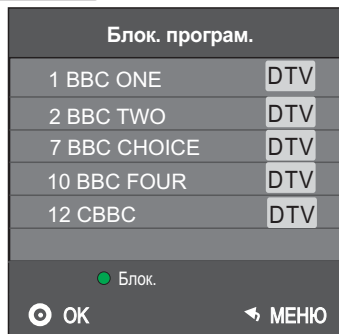 Блок. програм.
1 BBC ONE DTV
2 BBC TWO DTV
7 BBC CHOICE DTV
10 BBC FOUR DTV
12 CBBC DTV
Блок.
OK МЕНЮ